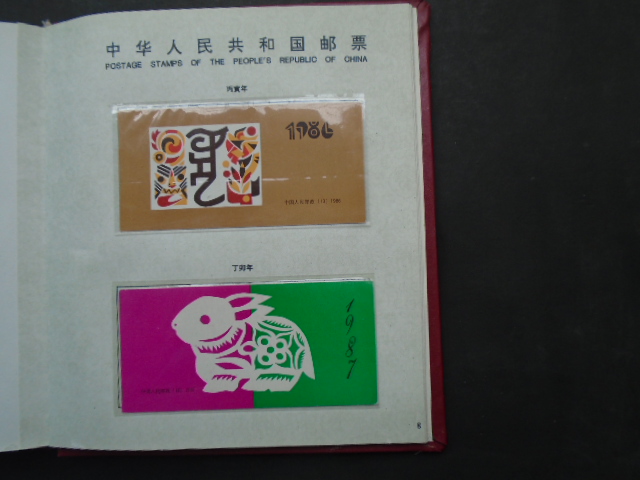 中华人民共和国邮票
POSTAGE STAMPS OF THE PEOPLE'S REPUBLIC OF CHINA
丙寅年
1986
丁卯年
1987
6